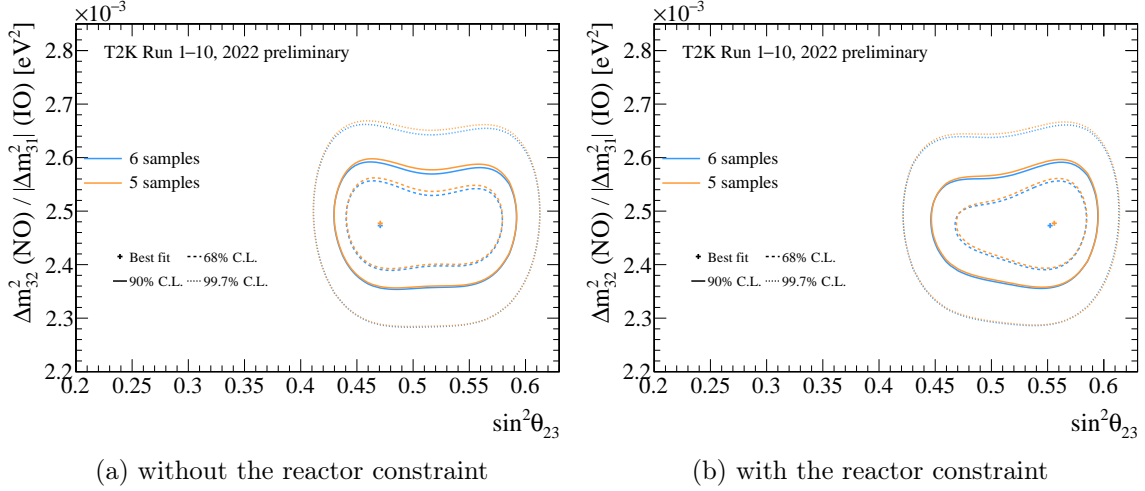 ×10⁻³
T2K Run 1–10, 2022 preliminary
Δm²₃₂ (NO) / |Δm²₃₁| (IO) [eV²]
2.8
2.7
2.6
2.5
2.4
2.3
2.2
6 samples
5 samples
Best fit
68% C.L.
90% C.L.
99.7% C.L.
0.2 0.25 0.3 0.35 0.4 0.45 0.5 0.55 0.6
sin²θ₂₃
(a) without the reactor constraint
×10⁻³
T2K Run 1–10, 2022 preliminary
Δm²₃₂ (NO) / |Δm²₃₁| (IO) [eV²]
2.8
2.7
2.6
2.5
2.4
2.3
2.2
6 samples
5 samples
Best fit
68% C.L.
90% C.L.
99.7% C.L.
0.2 0.25 0.3 0.35 0.4 0.45 0.5 0.55 0.6
sin²θ₂₃
(b) with the reactor constraint